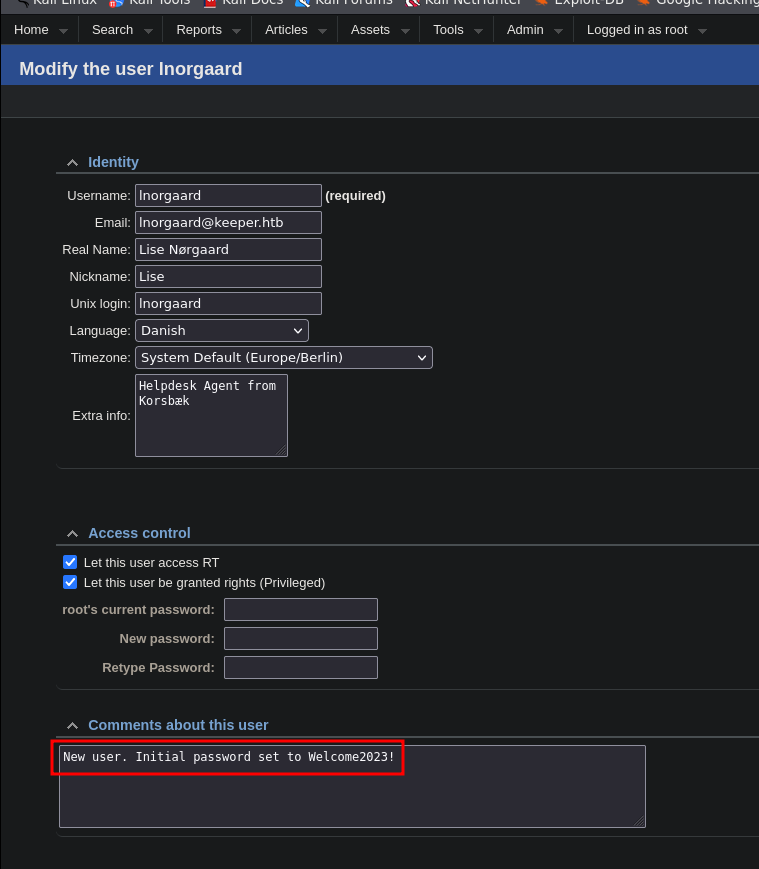 Kali Linux Kali Tools Kali Docs Kali Forums Kali NetHunter Exploit-DB Google Hacking
Home Search Reports Articles Assets Tools Admin Logged in as root
Modify the user lnorgaard
Identity
Username: lnorgaard (required)
Email: lnorgaard@keeper.htb
Real Name: Lise Nørgaard
Nickname: Lise
Unix login: lnorgaard
Language: Danish
Timezone: System Default (Europe/Berlin)
Extra info: Helpdesk Agent from
Korsbæk
Access control
Let this user access RT
Let this user be granted rights (Privileged)
root's current password:
New password:
Retype Password:
Comments about this user
New user. Initial password set to Welcome2023!